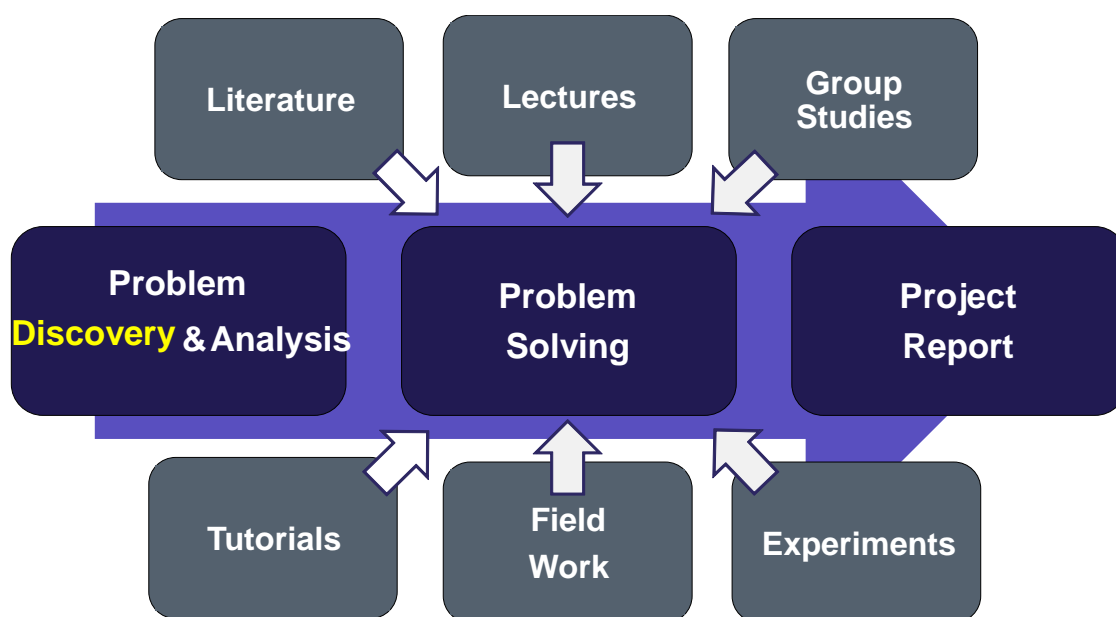 Literature
Lectures
Group
Studies
Problem
Discovery & Analysis
Problem
Solving
Project
Report
Tutorials
Field
Work
Experiments